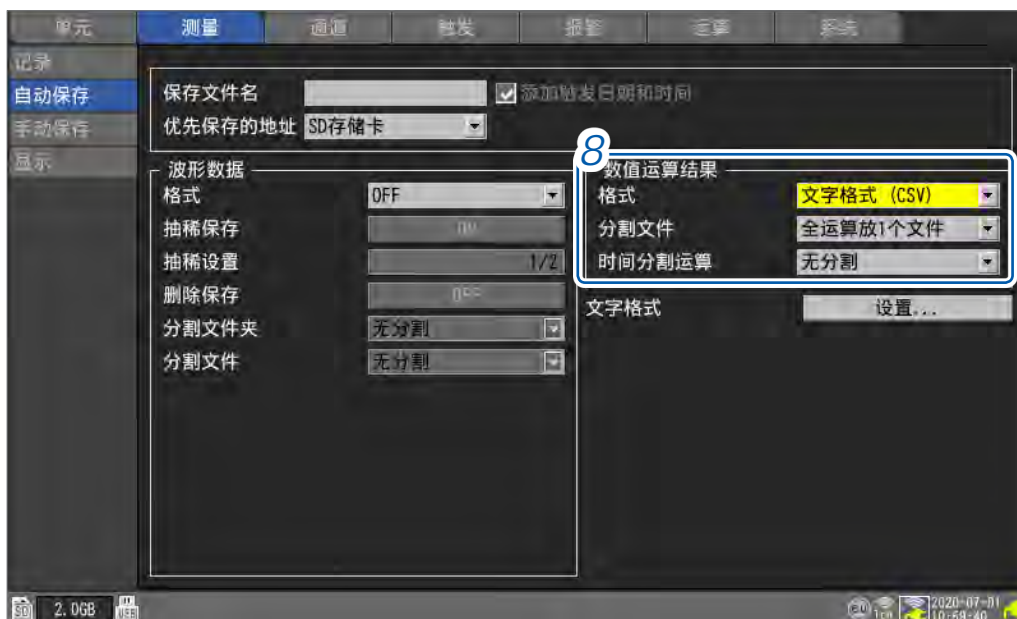 单元 测量 通道 触发 报警 运算 系统
记录
自动保存
手动保存
显示
保存文件名 添加触发日期和时间
优先保存的地址 SD存储卡
波形数据
格式 OFF
抽稀保存
抽稀设置 1/2
删除保存 OFF
分割文件夹 无分割
分割文件 无分割
8
数值运算结果
格式 文字格式 (CSV)
分割文件 全运算放1个文件
时间分割运算 无分割
文字格式 设置...
SD 2.0GB USB 2020-07-01
10:59:40